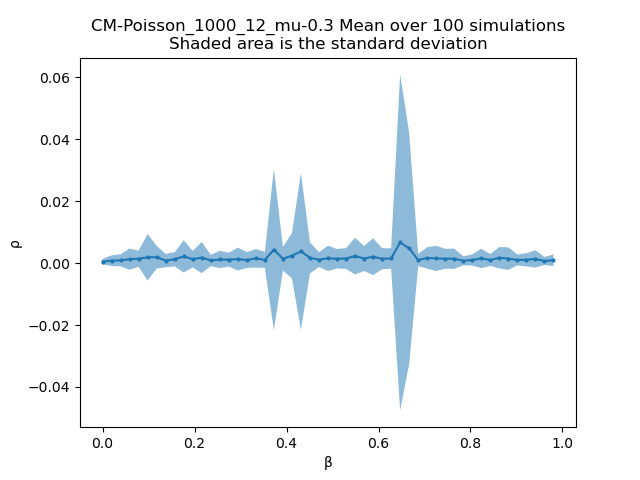 CM-Poisson_1000_12_mu-0.3 Mean over 100 simulations
Shaded area is the standard deviation
0.06
0.04
0.02
0.00
−0.02
−0.04
ρ
0.0 0.2 0.4 0.6 0.8 1.0
β